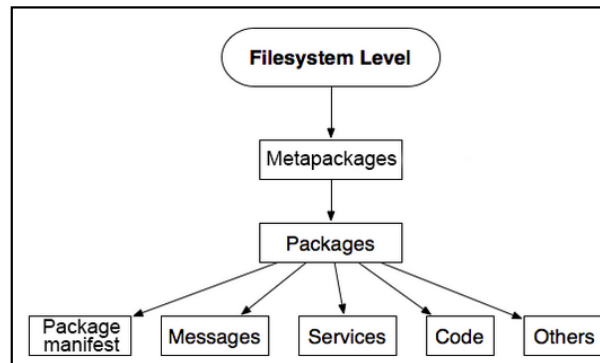 Filesystem Level
Metapackages
Packages
Package
manifest
Messages
Services
Code
Others